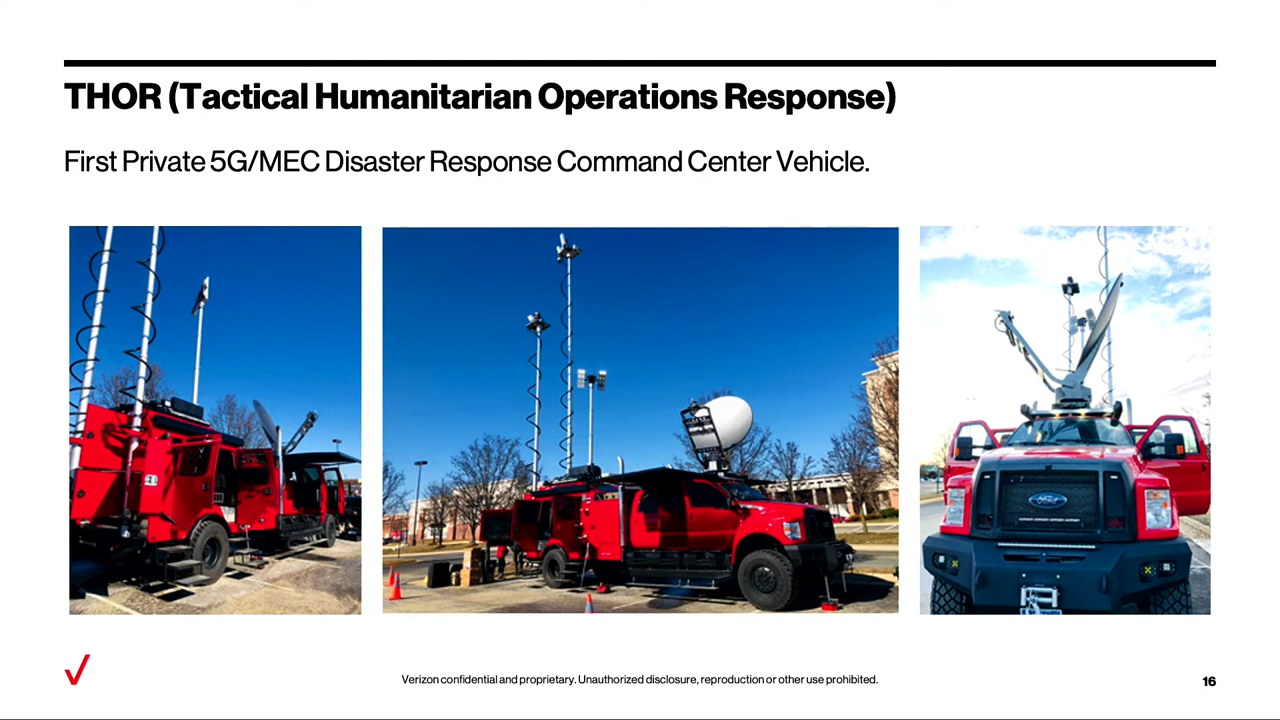 THOR (Tactical Humanitarian Operations Response)
First Private 5G/MEC Disaster Response Command Center Vehicle.
Ford
Verizon confidential and proprietary. Unauthorized disclosure, reproduction or other use prohibited.
16